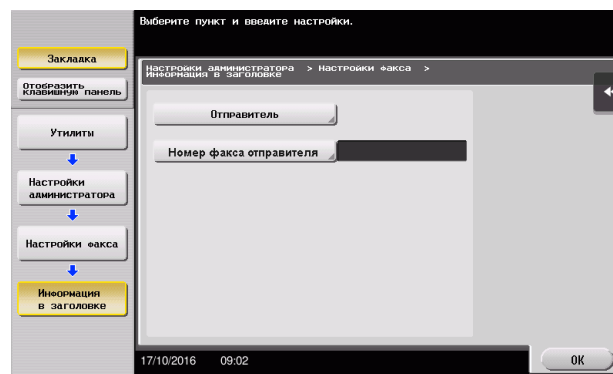 Выберите пункт и введите настройки.
Закладка
Отобразить
клавишную панель
Настройки администратора > Настройки факса >
Информация в заголовке
Отправитель
Утилиты
Номер факса отправителя
Настройки
администратора
Настройки факса
Информация
в заголовке
17/10/2016 09:02
OK